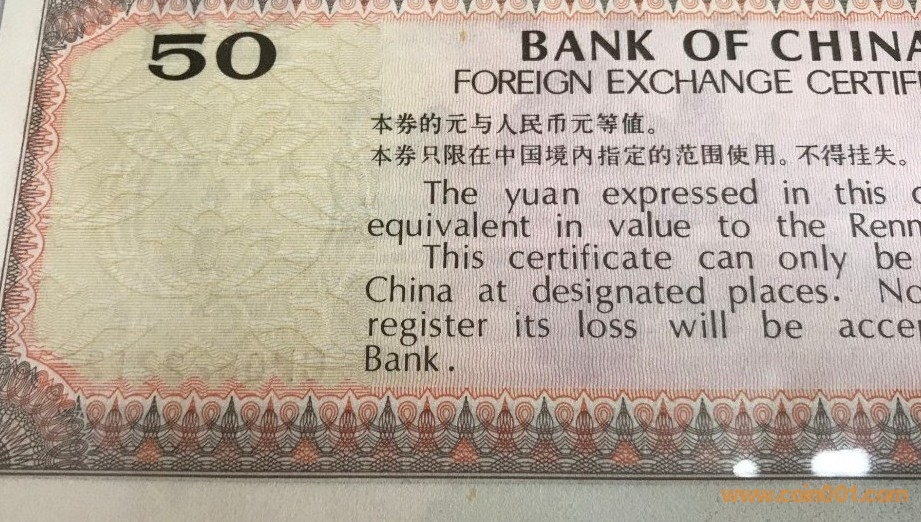 50
BANK OF CHINA
FOREIGN EXCHANGE CERTIF
本券的元与人民币元等值。
本券只限在中国境内指定的范围使用。不得挂失。
The yuan expressed in this
equivalent in value to the Renm
This certificate can only be
China at designated places. No
register its loss will be acce
Bank.